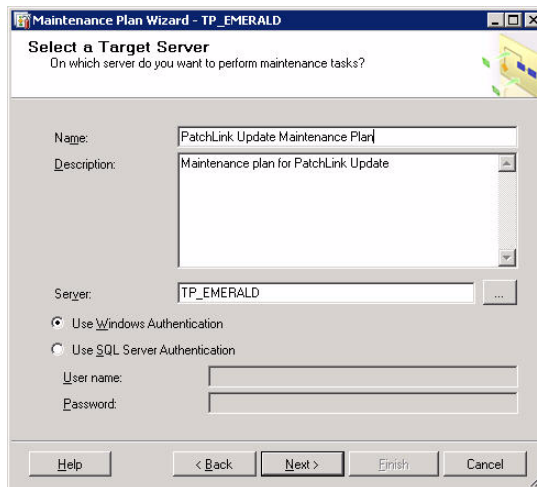 Maintenance Plan Wizard - TP_EMERALD
Select a Target Server
On which server do you want to perform maintenance tasks?
Name: PatchLink Update Maintenance Plan
Description: Maintenance plan for PatchLink Update
Server: TP_EMERALD ...
Use Windows Authentication
Use SQL Server Authentication
User name:
Password:
Help < Back Next > Finish Cancel